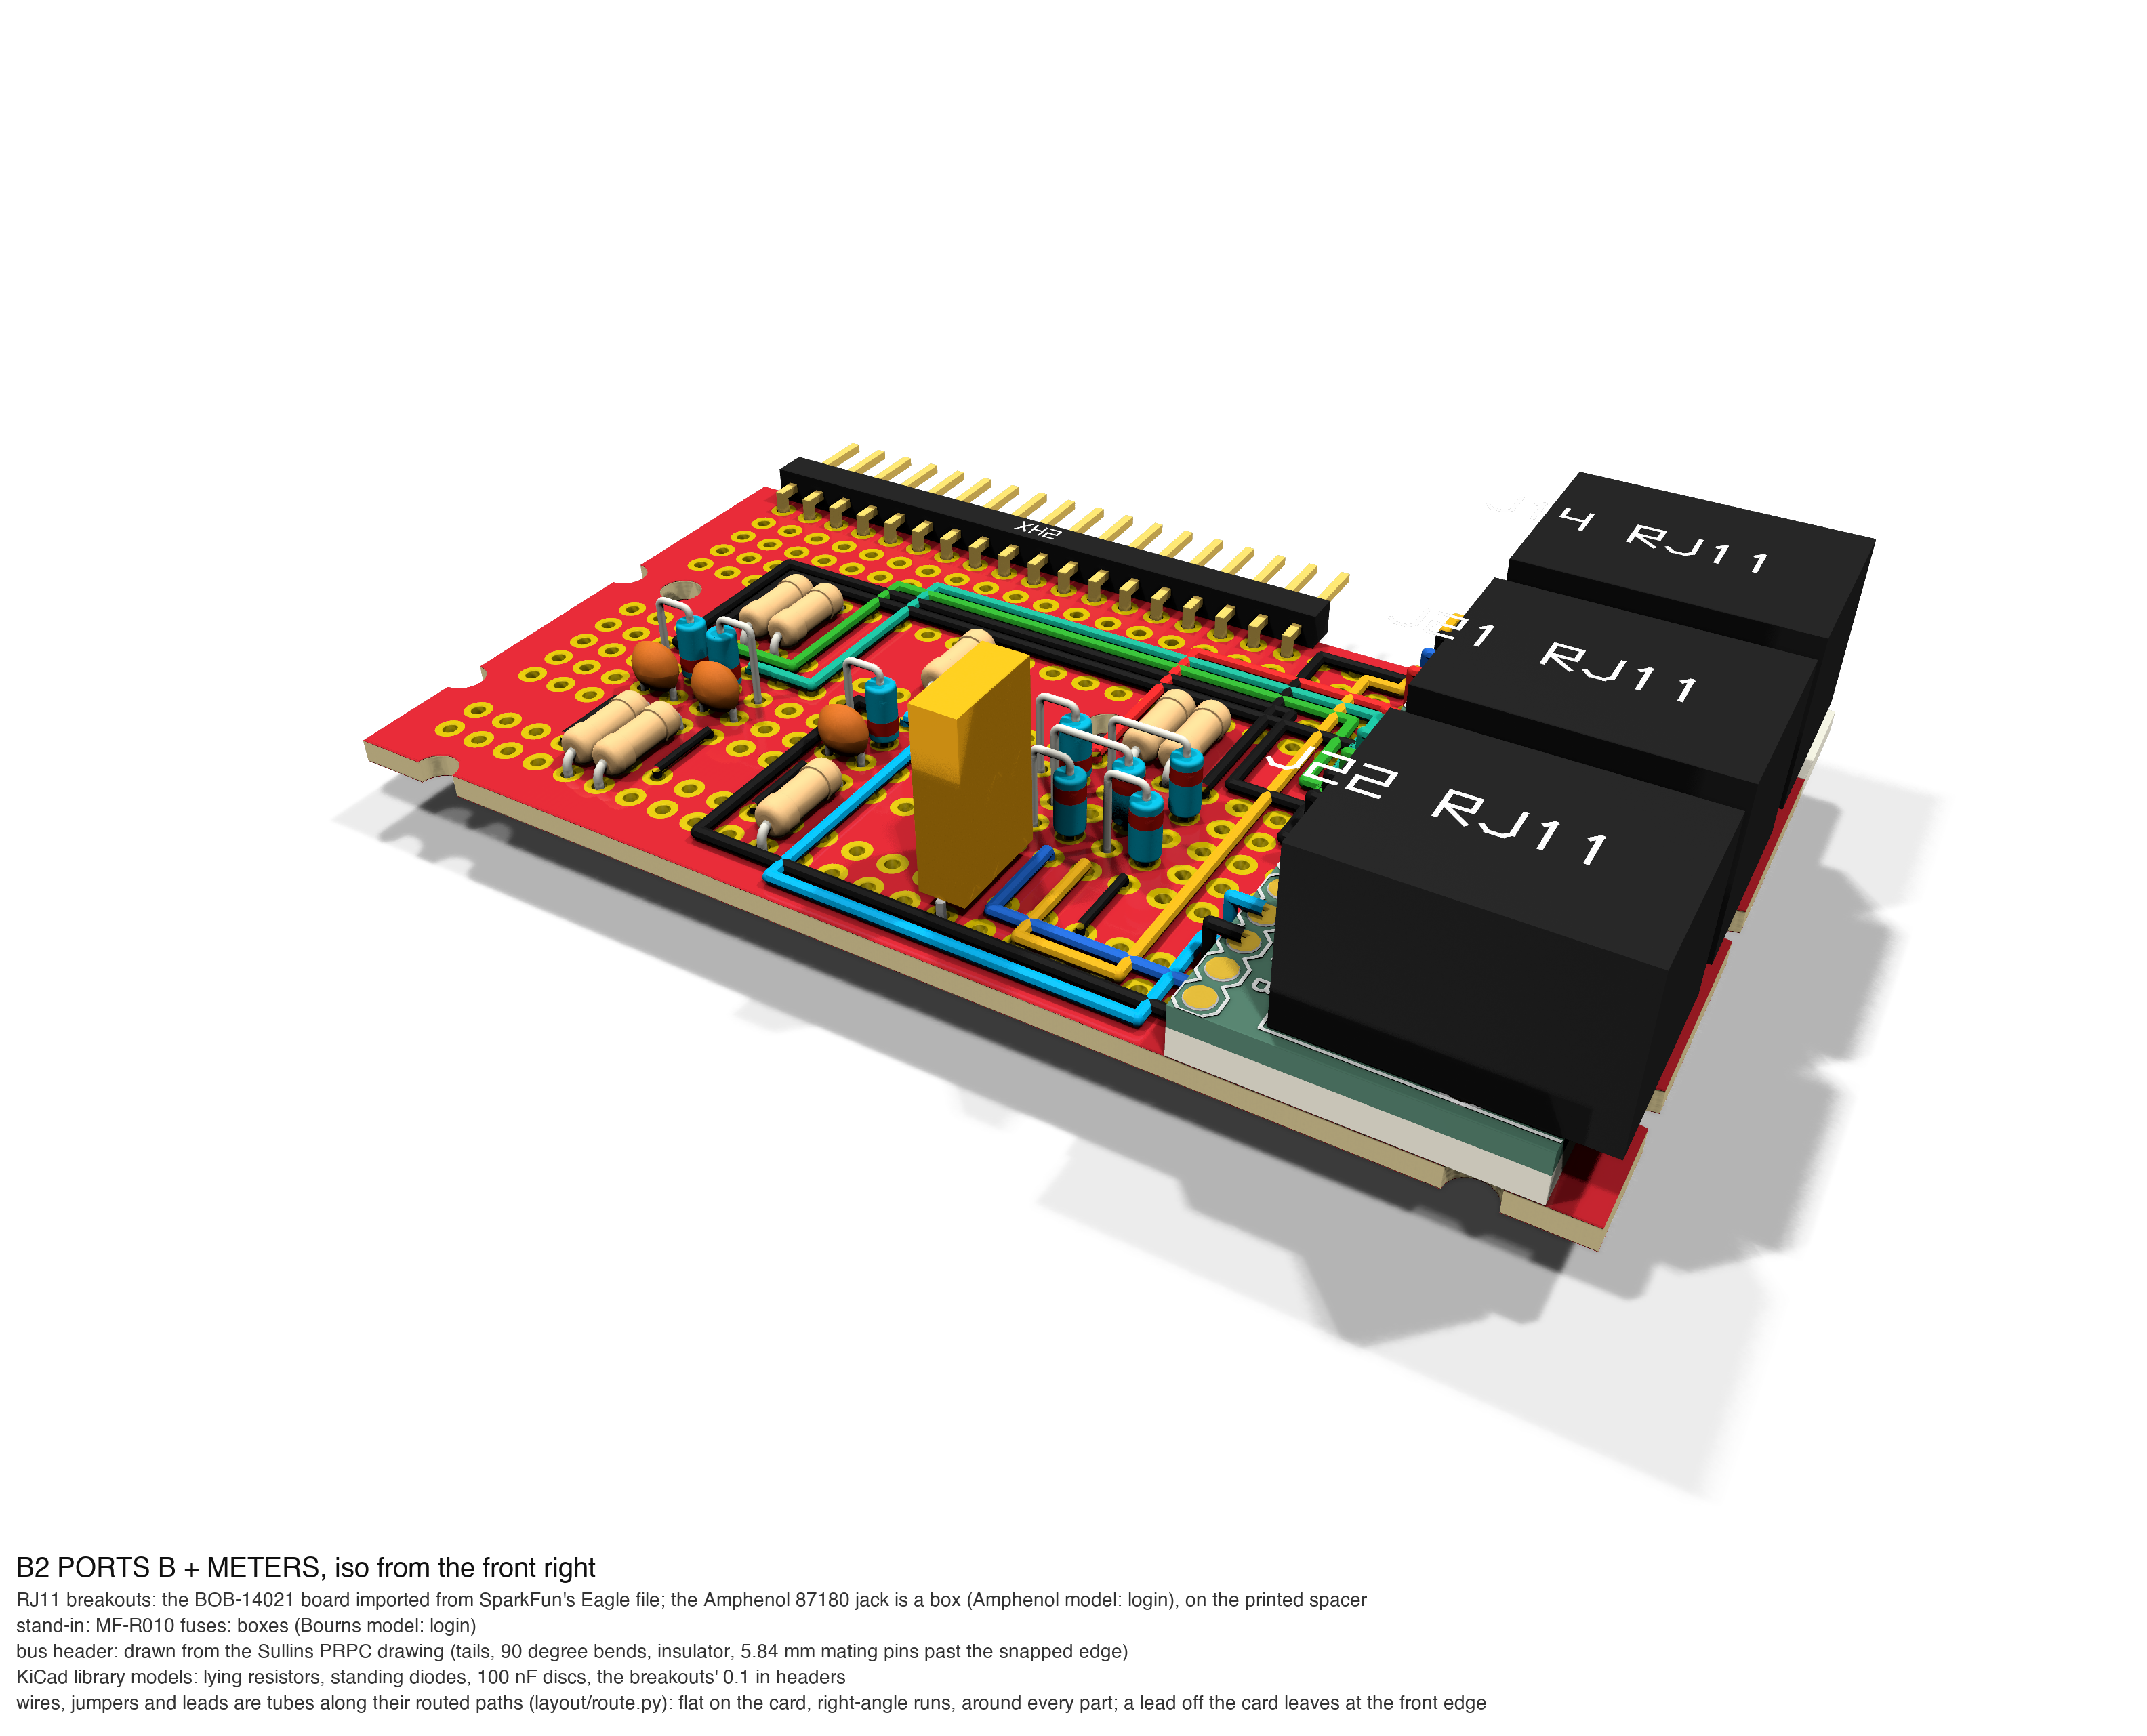 XH2
J14 RJ11
J21 RJ11
J22 RJ11
B2 PORTS B + METERS, iso from the front right
RJ11 breakouts: the BOB-14021 board imported from SparkFun's Eagle file; the Amphenol 87180 jack is a box (Amphenol model: login), on the printed spacer
stand-in: MF-R010 fuses: boxes (Bourns model: login)
bus header: drawn from the Sullins PRPC drawing (tails, 90 degree bends, insulator, 5.84 mm mating pins past the snapped edge)
KiCad library models: lying resistors, standing diodes, 100 nF discs, the breakouts' 0.1 in headers
wires, jumpers and leads are tubes along their routed paths (layout/route.py): flat on the card, right-angle runs, around every part; a lead off the card leaves at the front edge